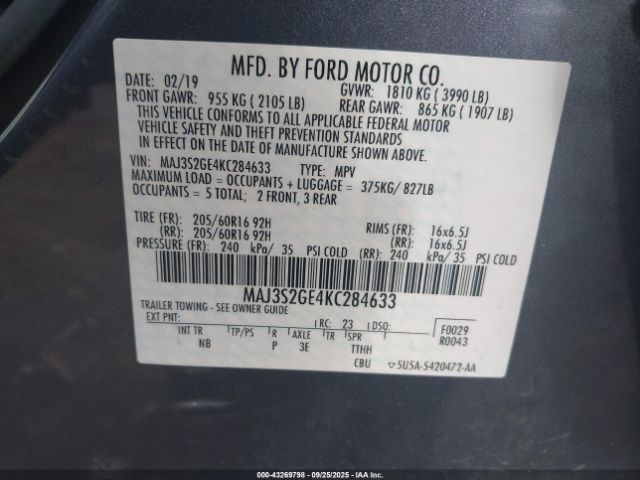 MFD. BY FORD MOTOR CO.
DATE: 02/19 GVWR: 1810 KG ( 3990 LB)
FRONT GAWR: 955 KG ( 2105 LB) REAR GAWR: 865 KG ( 1907 LB)
THIS VEHICLE CONFORMS TO ALL APPLICABLE FEDERAL MOTOR
VEHICLE SAFETY AND THEFT PREVENTION STANDARDS
IN EFFECT ON THE DATE OF MANUFACTURE SHOWN ABOVE.
VIN: MAJ3S2GE4KC284633 TYPE: MPV
MAXIMUM LOAD = OCCUPANTS + LUGGAGE = 375KG/ 827LB
OCCUPANTS = 5 TOTAL; 2 FRONT, 3 REAR
TIRE (FR): 205/60R16 92H RIMS (FR): 16x6.5J
(RR): 205/60R16 92H (RR): 16x6.5J
PRESSURE (FR): 240 kPa/ 35 PSI COLD (RR): 240 kPa/ 35 PSI COLD
MAJ3S2GE4KC284633
TRAILER TOWING - SEE OWNER GUIDE
EXT PNT: RC: 23 DSO: F0029
INT TR TP/PS R AXLE TR SPR R0043
NB P 3E TTHH
CBU 5U5A-5420472-AA
000-43269798 - 09/25/2025 - IAAI.COM